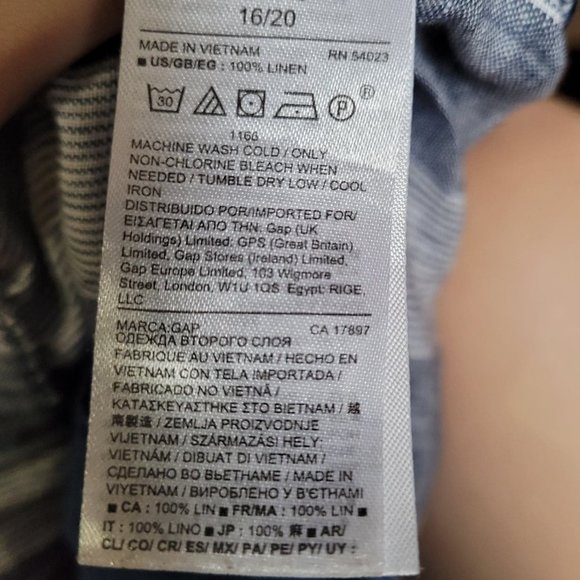 16/20
MADE IN VIETNAM RN 54023
■ US/GB/EG : 100% LINEN
30 P ®
1166
MACHINE WASH COLD / ONLY
NON-CHLORINE BLEACH WHEN
NEEDED / TUMBLE DRY LOW / COOL
IRON
DISTRIBUIDO POR/IMPORTED FOR/
ΕΙΣΑΓΕΤΑΙ ΑΠΟ ΤΗΝ: Gap (UK
Holdings) Limited: GPS (Great Britain)
Limited, Gap Stores (Ireland) Limited,
Gap Europe Limited, 103 Wigmore
Street, London, W1U 1QS Egypt: RIGE,
LLC
MARCA:GAP CA 17897
ОДЕЖДА ВТОРОГО СЛОЯ
FABRIQUE AU VIETNAM / HECHO EN
VIETNAM CON TELA IMPORTADA /
FABRICADO NO VIETNÃ /
ΚΑΤΑΣΚΕΥΑΣΤΗΚΕ ΣΤΟ ΒΙΕΤΝΑΜ / 越
南製造 / ZEMLJA PROIZVODNJE
VIJETNAM / SZÁRMAZÁSI HELY:
VIETNÁM / DIBUAT DI VIETNAM /
СДЕЛАНО ВО ВЬЕТНАМЕ / MADE IN
VIYETNAM / ВИРОБЛЕНО У В'ЄТНАМІ
■ CA : 100% LIN ■ FR/MA : 100% LIN ■
IT : 100% LINO ■ JP : 100% 麻 ■ AR/
CL/ CO/ CR/ ES/ MX/ PA/ PE/ PY/ UY :